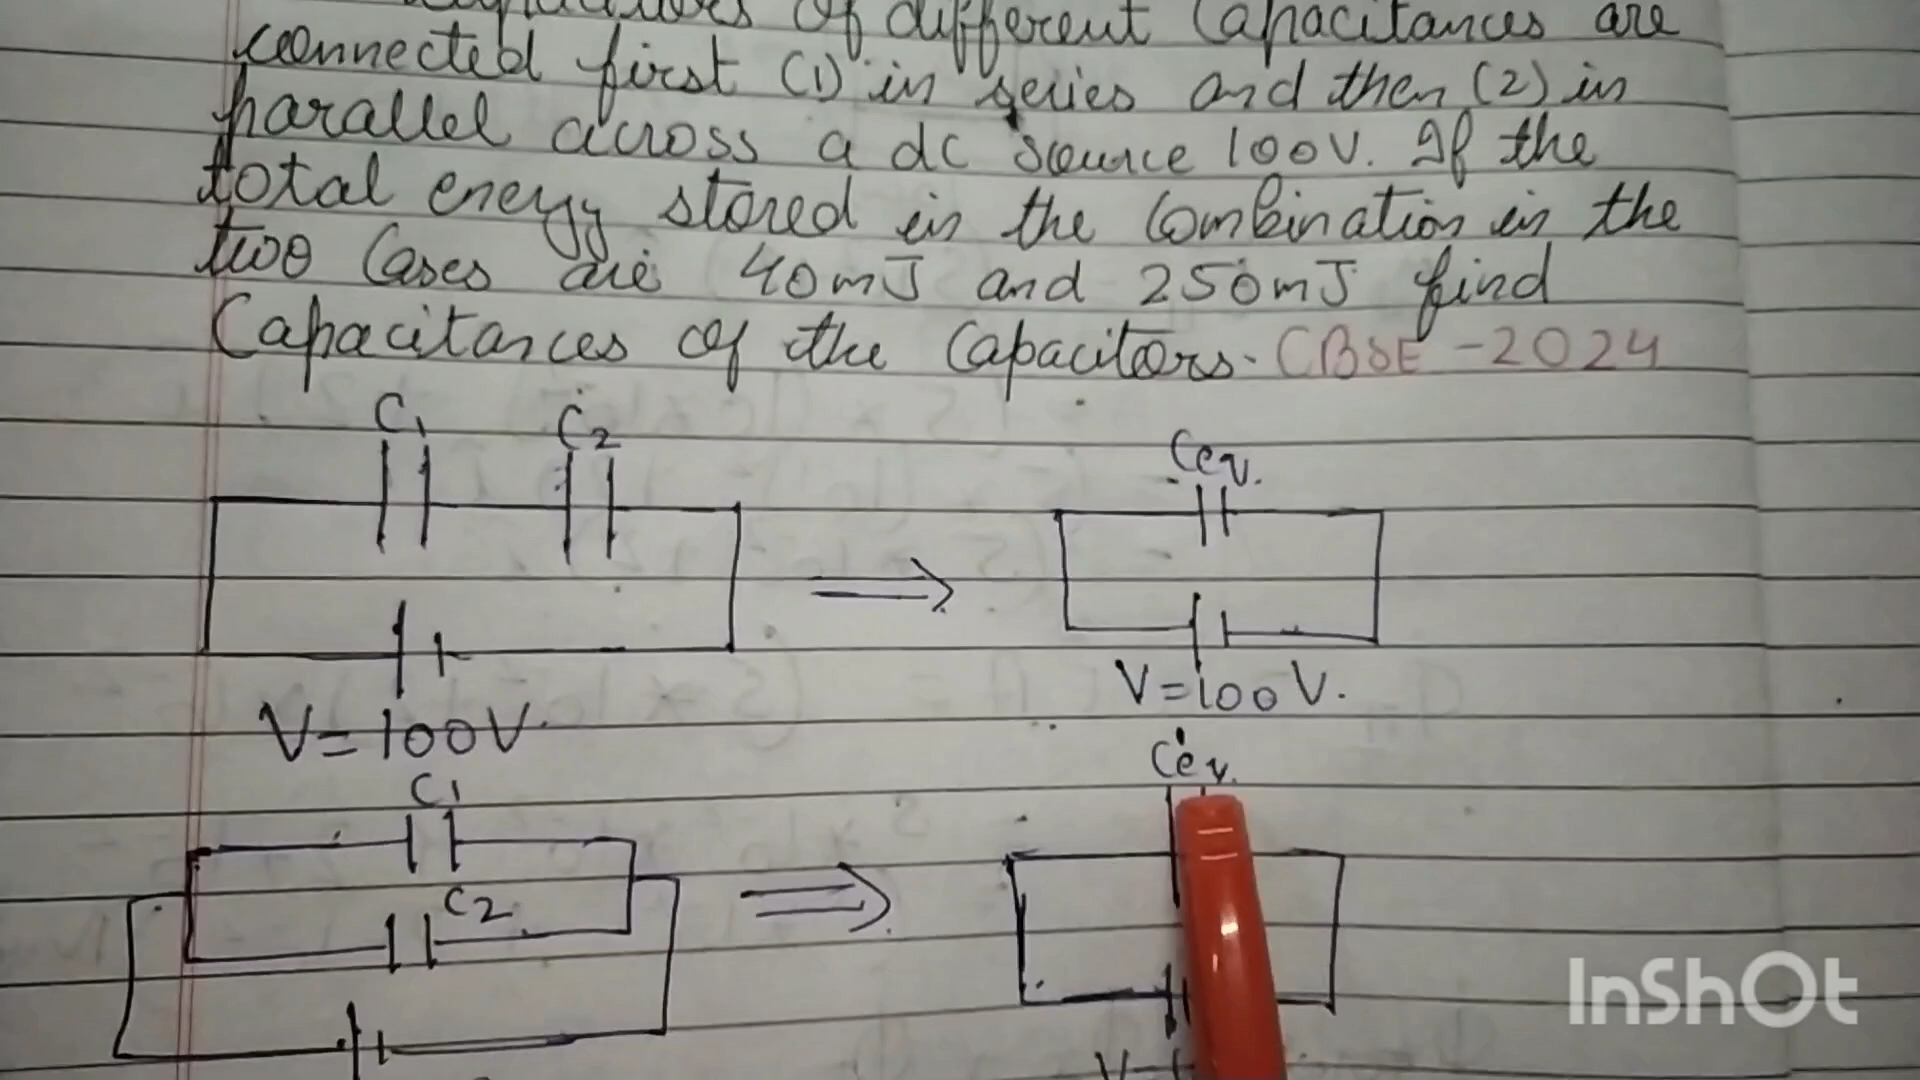 of different Capacitances are
connected first (1) in series and then (2) in
parallel across a dc source 100V. If the
total energy stored in the Combination in the
two Cases are 40mJ and 250mJ find
Capacitances of the Capacitors. CBSE-2024
C1 C2
Ceq.
V=100V.
V=100V.
C'eq.
C1
C2
InShOt